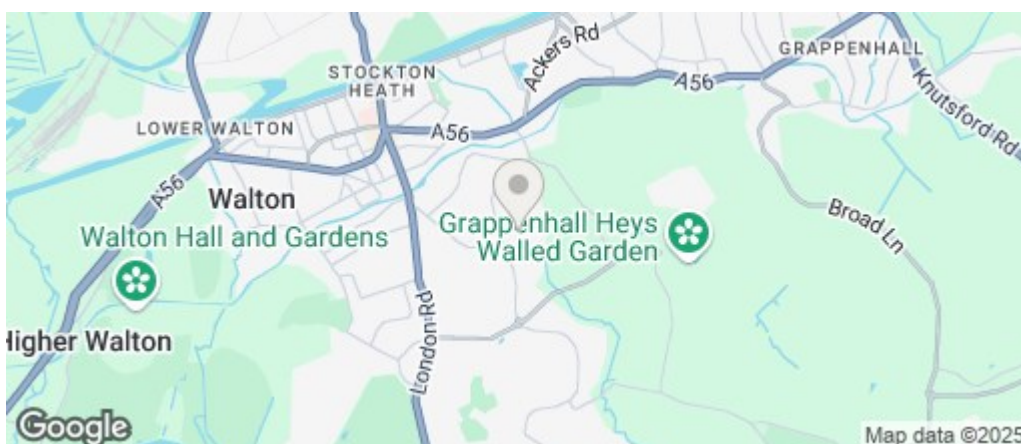 Ackers Rd
GRAPPENHALL
STOCKTON
HEATH
A56
Knutsford Rd
LOWER WALTON
A56
A56
Walton
Walton Hall and Gardens
Grappenhall Heys
Walled Garden
Broad Ln
London Rd
Higher Walton
Google
Map data ©2025